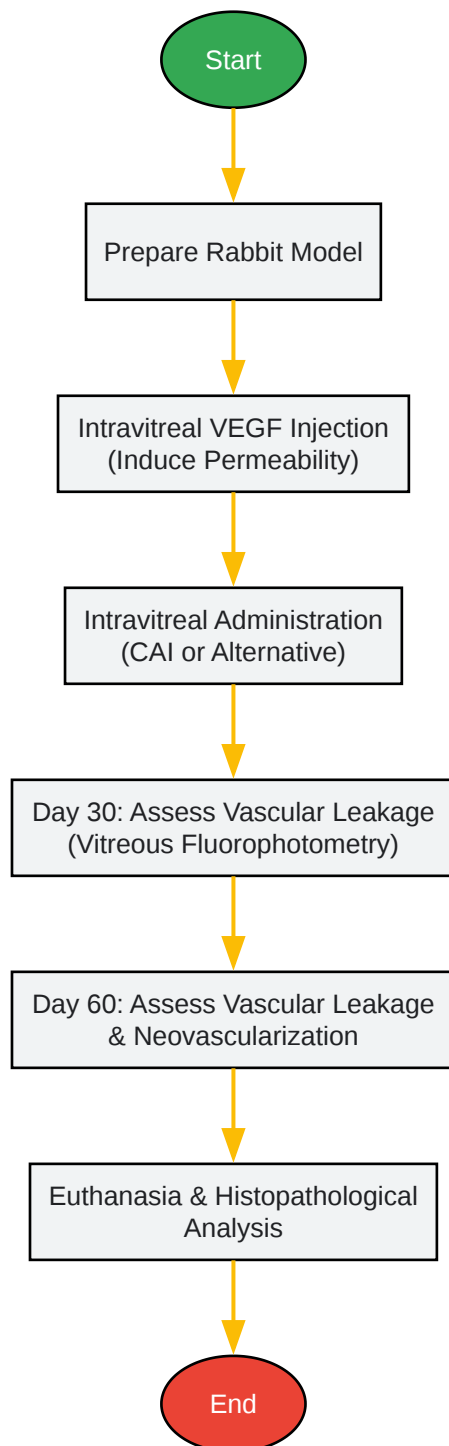 Start
Prepare Rabbit Model
Intravitreal VEGF Injection
(Induce Permeability)
Intravitreal Administration
(CAI or Alternative)
Day 30: Assess Vascular Leakage
(Vitreous Fluorophotometry)
Day 60: Assess Vascular Leakage
& Neovascularization
Euthanasia & Histopathological
Analysis
End